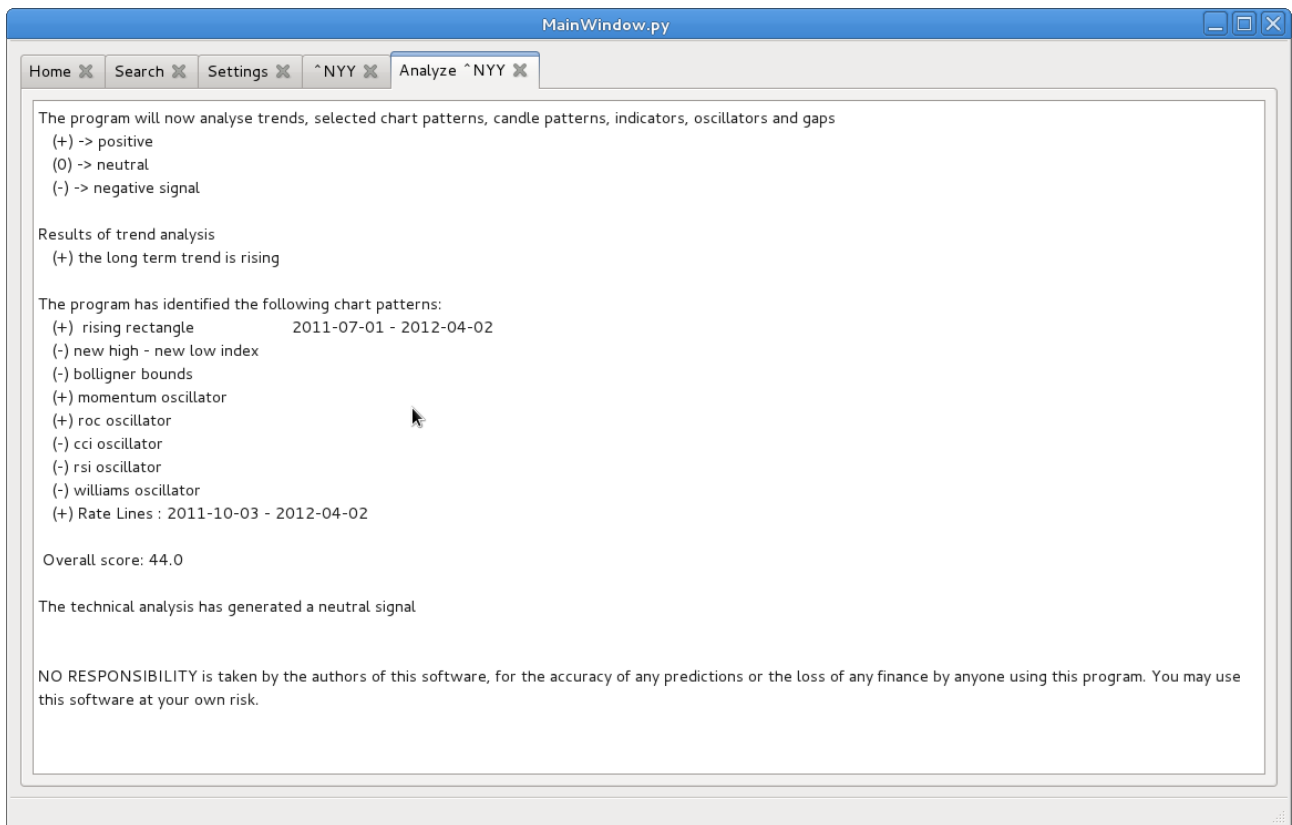 MainWindow.py
Home Search Settings ^NYY Analyze ^NYY
The program will now analyse trends, selected chart patterns, candle patterns, indicators, oscillators and gaps
(+) -> positive
(0) -> neutral
(-) -> negative signal
Results of trend analysis
(+) the long term trend is rising
The program has identified the following chart patterns:
(+) rising rectangle 2011-07-01 - 2012-04-02
(-) new high - new low index
(-) bolligner bounds
(+) momentum oscillator
(+) roc oscillator
(-) cci oscillator
(-) rsi oscillator
(-) williams oscillator
(+) Rate Lines : 2011-10-03 - 2012-04-02
Overall score: 44.0
The technical analysis has generated a neutral signal
NO RESPONSIBILITY is taken by the authors of this software, for the accuracy of any predictions or the loss of any finance by anyone using this program. You may use
this software at your own risk.